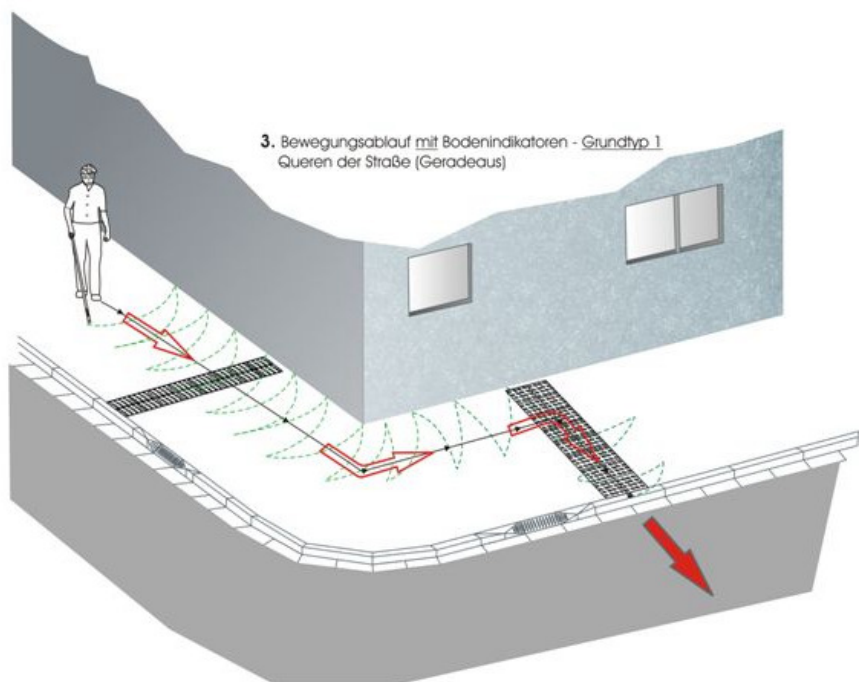 3. Bewegungsablauf mit Bodenindikatoren - Grundtyp 1
Queren der Straße (Geradeaus)